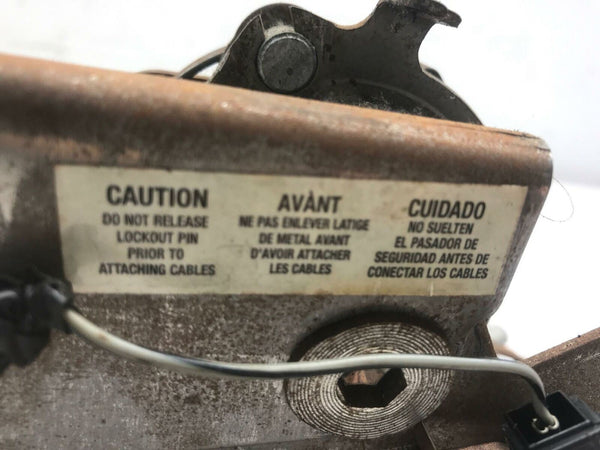 CAUTION
DO NOT RELEASE
LOCKOUT PIN
PRIOR TO
ATTACHING CABLES
AVÀNT
NE PAS ENLEVER LATIGE
DE METAL AVANT
D'AVOIR ATTACHER
LES CABLES
CUIDADO
NO SUELTEN
EL PASADOR DE
SEGURIDAD ANTES DE
CONECTAR LOS CABLES